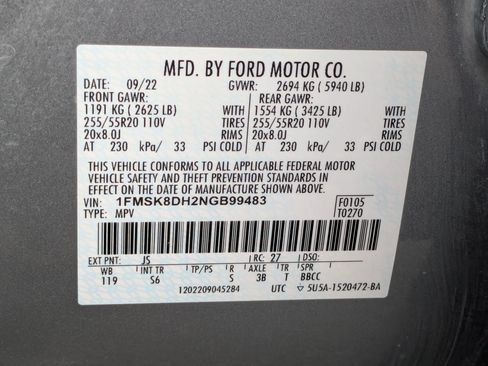 MFD. BY FORD MOTOR CO.
DATE: 09/22 GVWR: 2694 KG ( 5940 LB)
FRONT GAWR: REAR GAWR:
1191 KG ( 2625 LB) WITH 1554 KG ( 3425 LB) WITH
255/55R20 110V TIRES 255/55R20 110V TIRES
20x8.0J RIMS 20x8.0J RIMS
AT 230 kPa/ 33 PSI COLD AT 230 kPa/ 33 PSI COLD
THIS VEHICLE CONFORMS TO ALL APPLICABLE FEDERAL MOTOR
VEHICLE SAFETY AND THEFT PREVENTION STANDARDS IN
EFFECT ON THE DATE OF MANUFACTURE SHOWN ABOVE.
VIN: 1FMSK8DH2NGB99483 F0105
TYPE: MPV T0270
EXT PNT: JS RC: 27 DSO:
WB INT TR TP/PS R AXLE TR SPR
119 S6 S 3B T BBCC
1202209045284 UTC 5U5A-1520472-BA